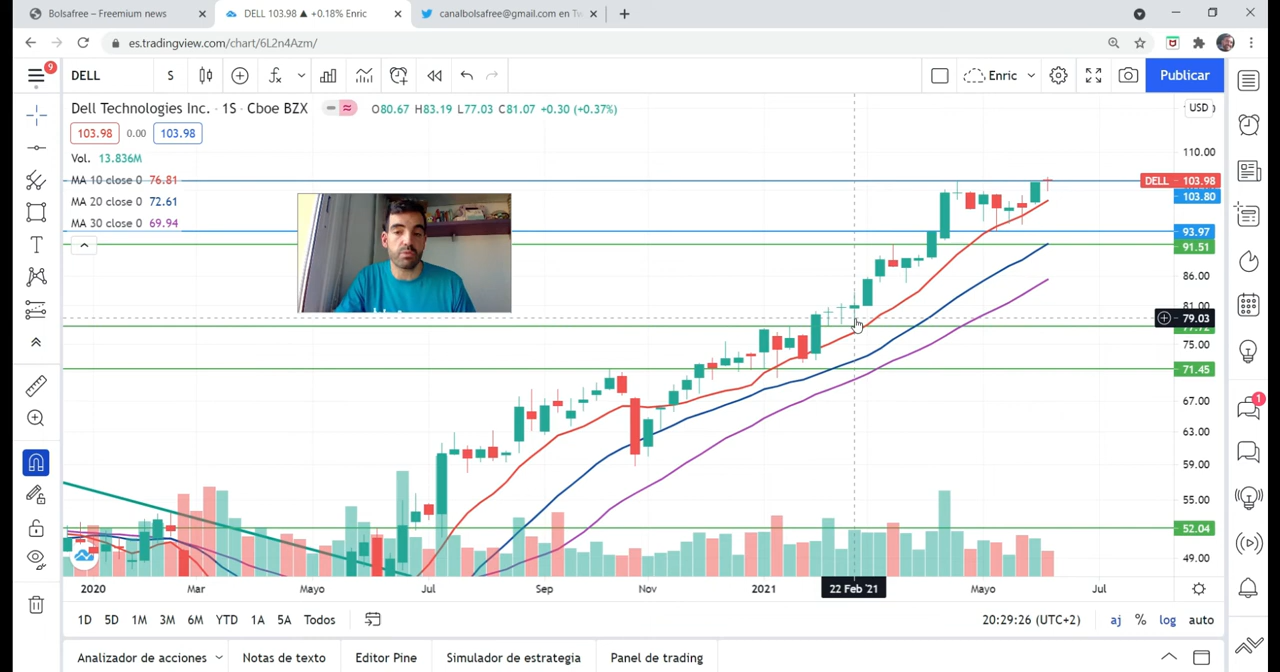 Bolsafree – Freemium news
DELL 103.98 ▲ +0.18% Enric
canalbolsafree@gmail.com en Tw
es.tradingview.com/chart/6L2n4Azm/
9
DELL
S
Enric
Publicar
Dell Technologies Inc. · 1S · Cboe BZX
O80.67 H83.19 L77.03 C81.07 +0.30 (+0.37%)
USD
103.98
0.00
103.98
Vol. 13.836M
MA 10 close 0 76.81
MA 20 close 0 72.61
MA 30 close 0 69.94
110.00
DELL 103.98
103.80
93.97
91.51
86.00
81.00
79.03
77.72
75.00
71.45
67.00
63.00
59.00
55.00
52.04
49.00
1
2020
Mar
Mayo
Jul
Sep
Nov
2021
22 Feb '21
Mayo
Jul
1D 5D 1M 3M 6M YTD 1A 5A Todos
20:29:26 (UTC+2)
aj % log auto
Analizador de acciones
Notas de texto
Editor Pine
Simulador de estrategia
Panel de trading